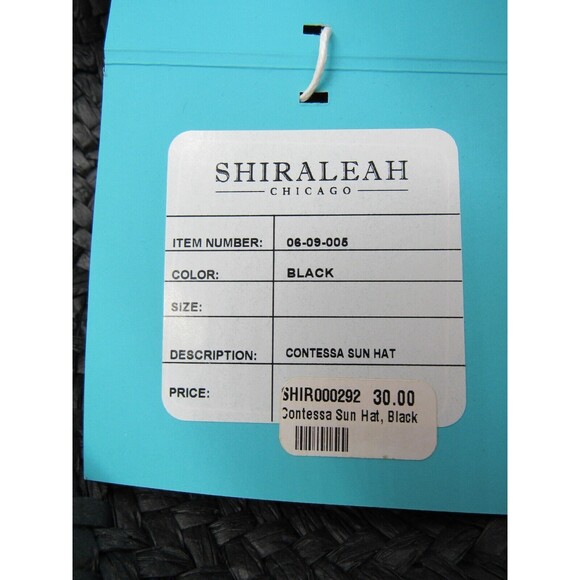 SHIRALEAH
CHICAGO
ITEM NUMBER: 06-09-005
COLOR: BLACK
SIZE:
DESCRIPTION: CONTESSA SUN HAT
PRICE:
SHIR000292 30.00
Contessa Sun Hat, Black